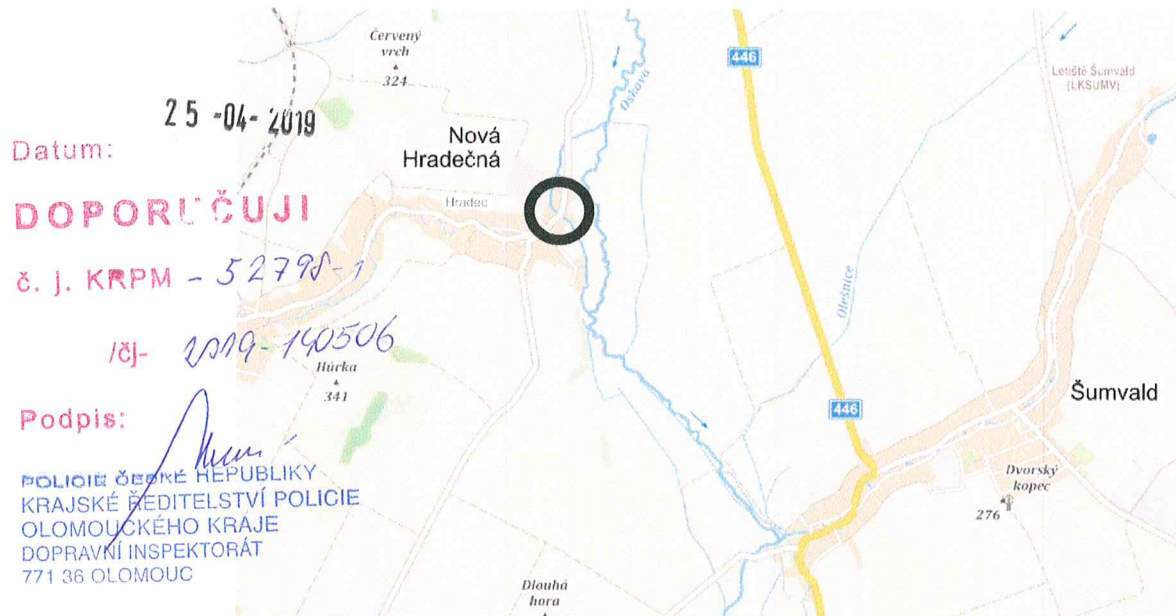 25 -04- 2019
Datum:
DOPORUČUJI
č. j. KRPM - 52798-1
/čj- 2019-140506
Podpis:
POLICIE ČESKÉ REPUBLIKY
KRAJSKÉ ŘEDITELSTVÍ POLICIE
OLOMOUCKÉHO KRAJE
DOPRAVNÍ INSPEKTORÁT
771 36 OLOMOUC
Červený
vrch
324
Nová
Hradečná
Hradec
Oskava
446
Letiště Šumvald
(LKSUMV)
Olešnice
Hůrka
341
446
Šumvald
Dvorský
kopec
276
Dlouhá
hora